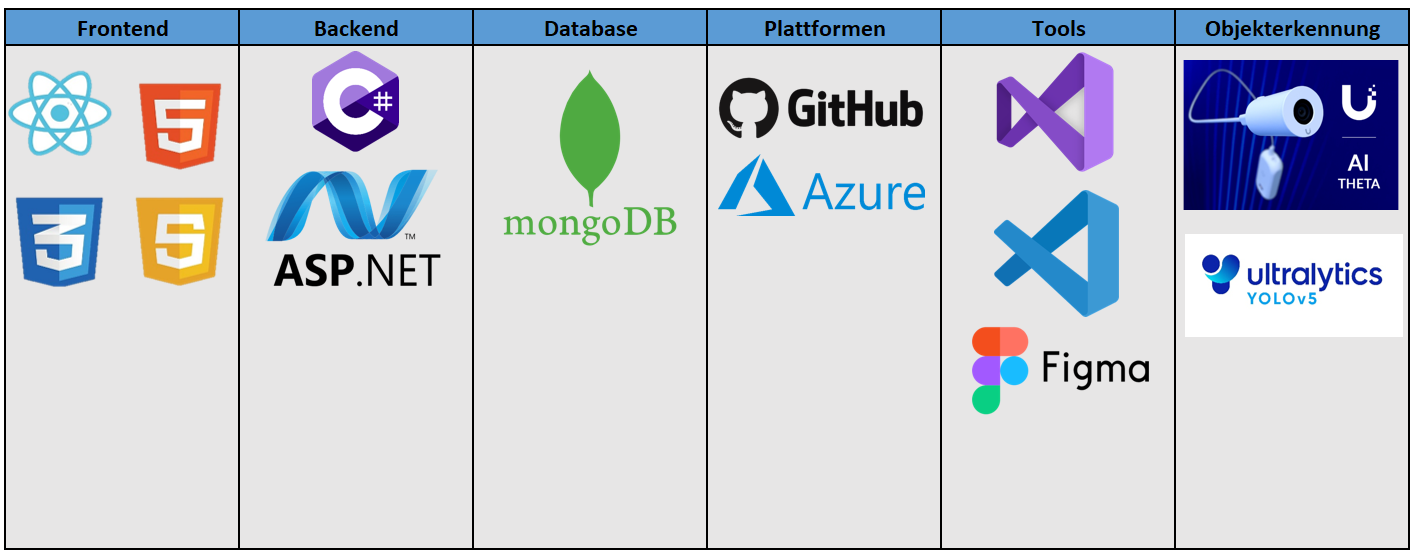 Frontend
Backend
Database
Plattformen
Tools
Objekterkennung
5
3
5
C#
TM
ASP.NET
mongoDB
GitHub
Azure
Figma
U
AI
THETA
ultralytics
YOLOv5